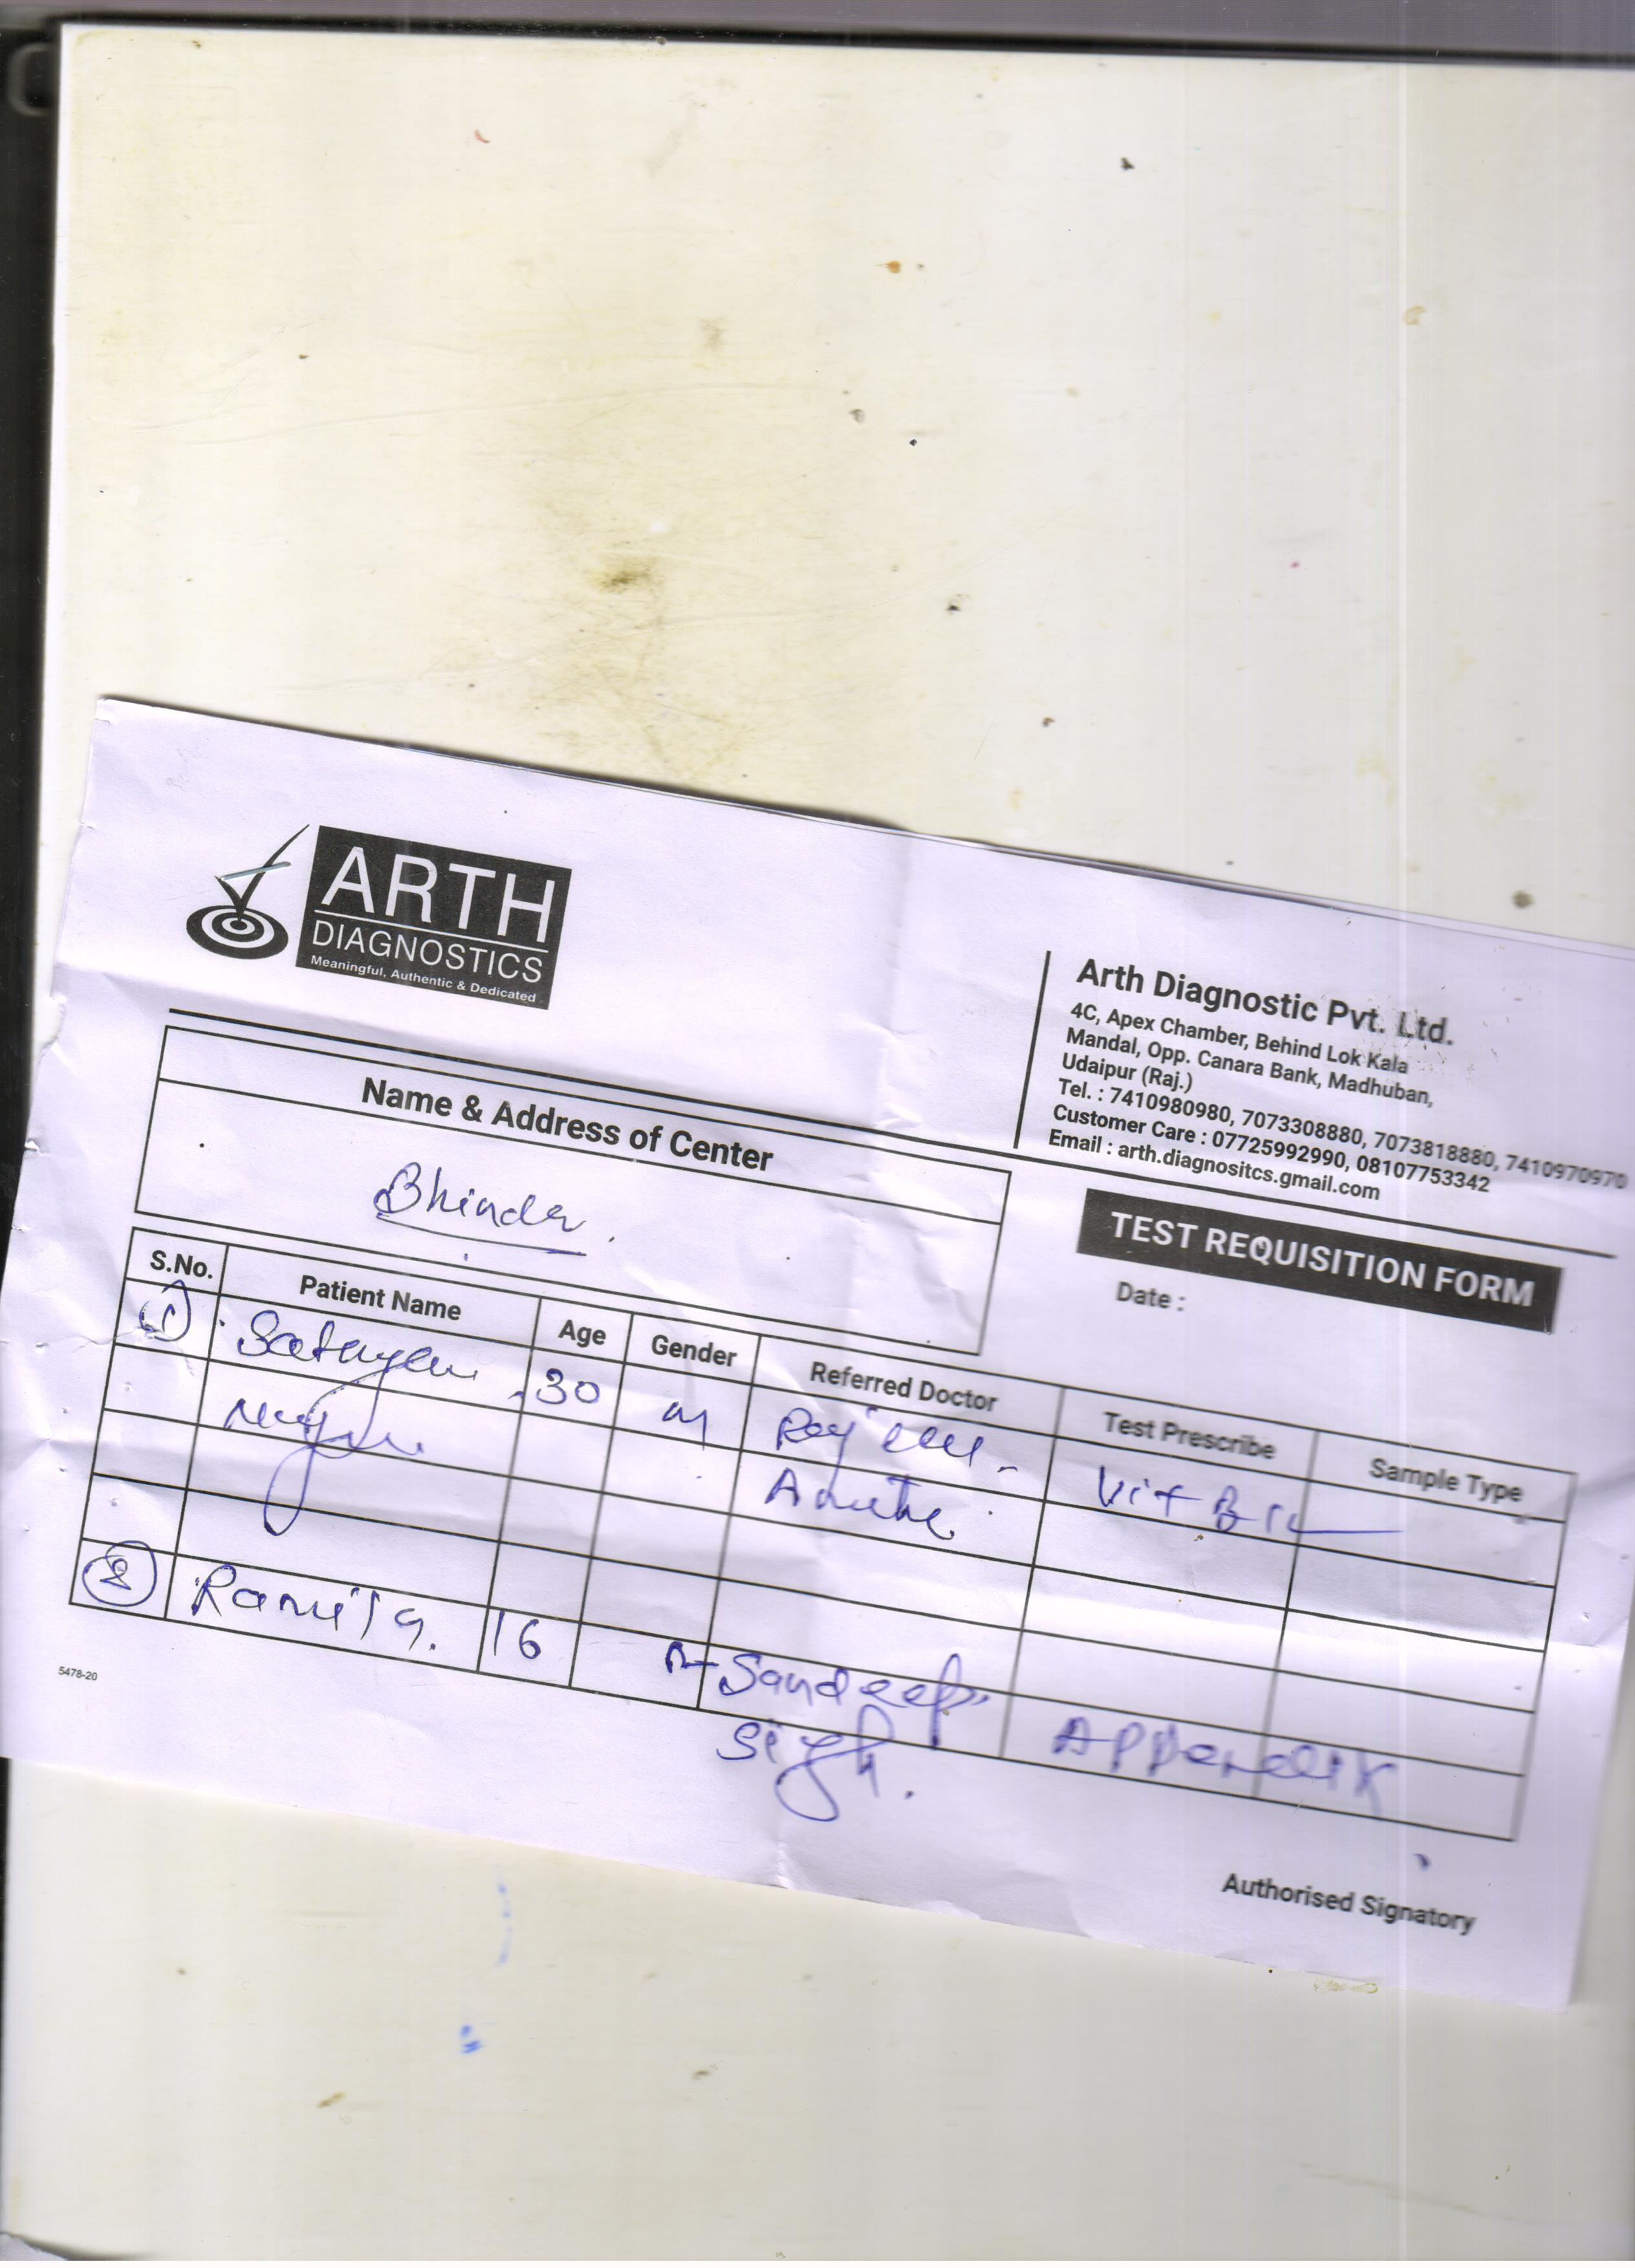 ARTH
DIAGNOSTICS
Meaningful, Authentic & Dedicated
Arth Diagnostic Pvt. Ltd.
4C, Apex Chamber, Behind Lok Kala
Mandal, Opp. Canara Bank, Madhuban,
Udaipur (Raj.)
Tel. : 7410980980, 7073308880, 7073818880, 7410970970
Customer Care : 07725992990, 08107753342
Email : arth.diagnositcs.gmail.com
Name & Address of Center
Bhinder
TEST REQUISITION FORM
Date :
S.No. Patient Name Age Gender Referred Doctor Test Prescribe Sample Type
1 30 M Vit B12
2 Ramila. 16 Sandeep Appendix
Singh.
5478-20
Authorised Signatory